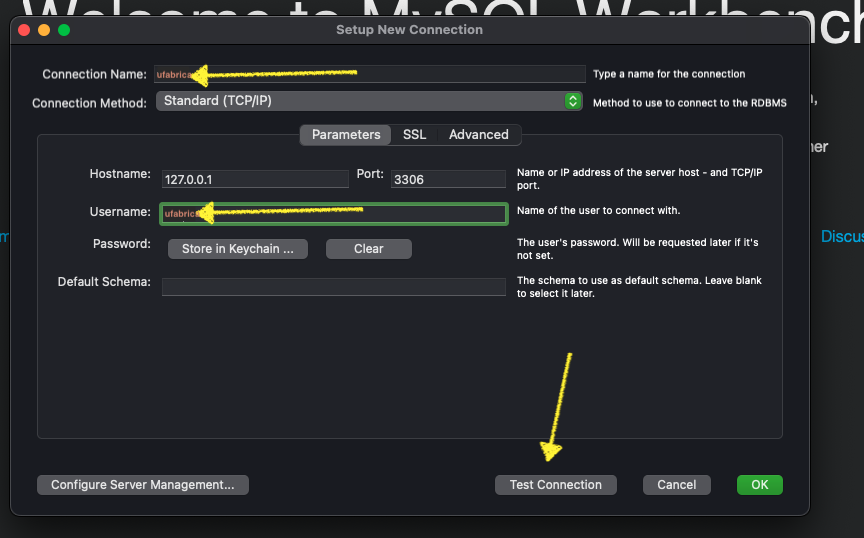 Welcome to MySQL Workbench
Setup New Connection
Connection Name:
Type a name for the connection
Connection Method: Standard (TCP/IP)
Method to use to connect to the RDBMS
Parameters SSL Advanced
Hostname: 127.0.0.1 Port: 3306
Name or IP address of the server host - and TCP/IP
port.
Username:
Name of the user to connect with.
Password: Store in Keychain ... Clear
The user's password. Will be requested later if it's
not set.
Default Schema:
The schema to use as default schema. Leave blank
to select it later.
Configure Server Management... Test Connection Cancel OK